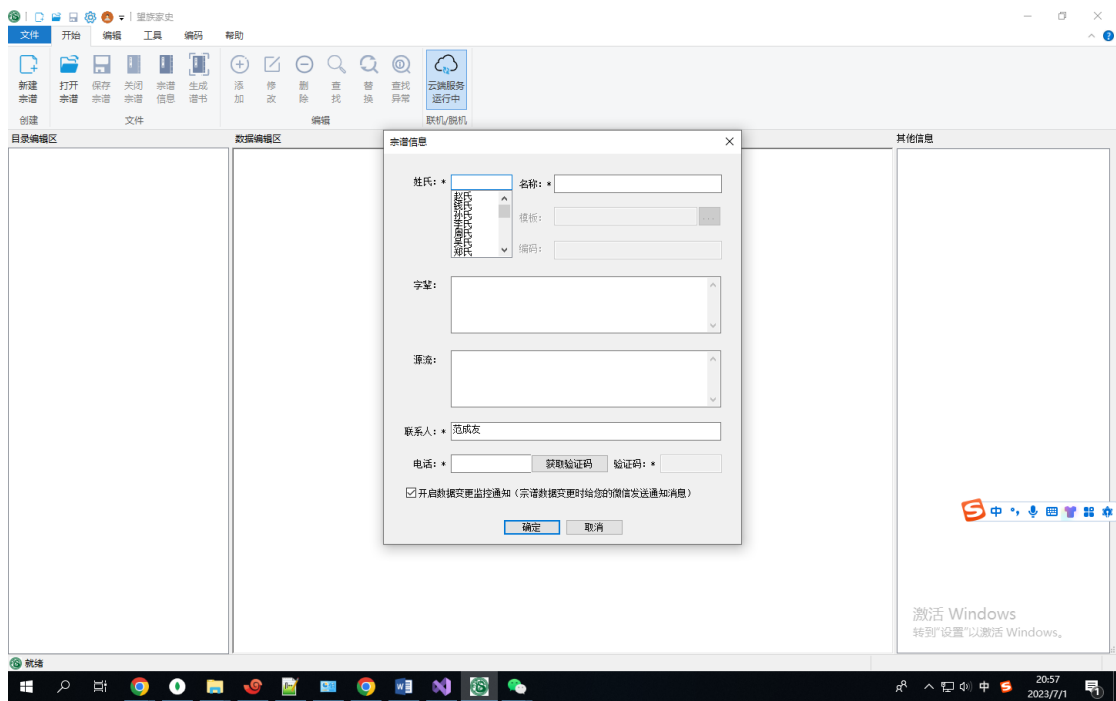 望族家史
文件 开始 编辑 工具 编码 帮助
新建宗谱 打开宗谱 保存宗谱 关闭宗谱 宗谱信息 生成谱书 添加 修改 删除 查找 替换 查找异常 云端服务运行中
创建 文件 编辑 联机/脱机
目录编辑区 数据编辑区 其他信息
宗谱信息
姓氏: * 名称: *
赵氏
钱氏
孙氏
李氏
周氏
吴氏
郑氏
模板: ...
编码:
字辈:
源流:
联系人: * 范成友
电话: * 获取验证码 验证码: *
开启数据变更监控通知(宗谱数据变更时给您的微信发送通知消息)
确定 取消
中
激活 Windows
转到"设置"以激活 Windows。
就绪
中 20:57
2023/7/1
1